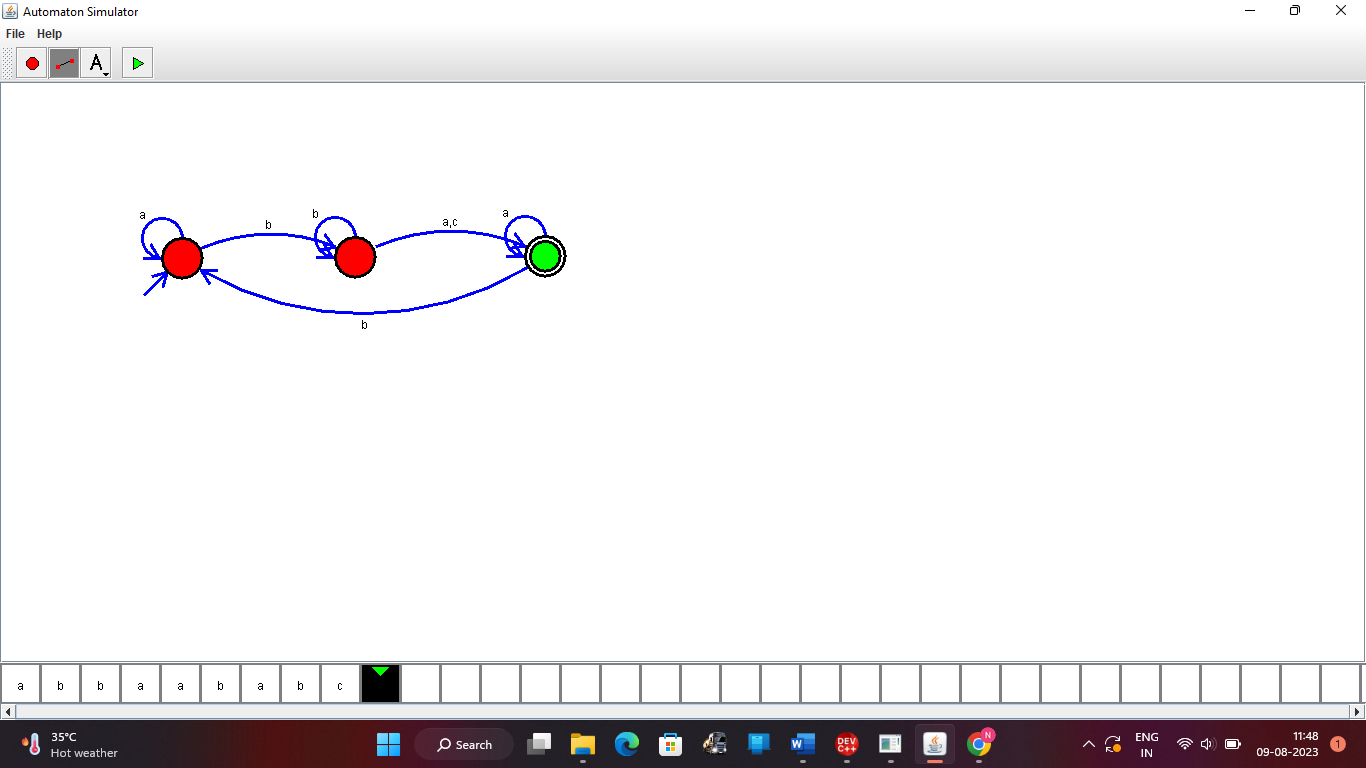 Automaton Simulator
File Help
A
a b b a,c a
b
a b b a a b a b c
35°C
Hot weather
Search
W
DEV
C++
N
ENG
IN
11:48
09-08-2023
1